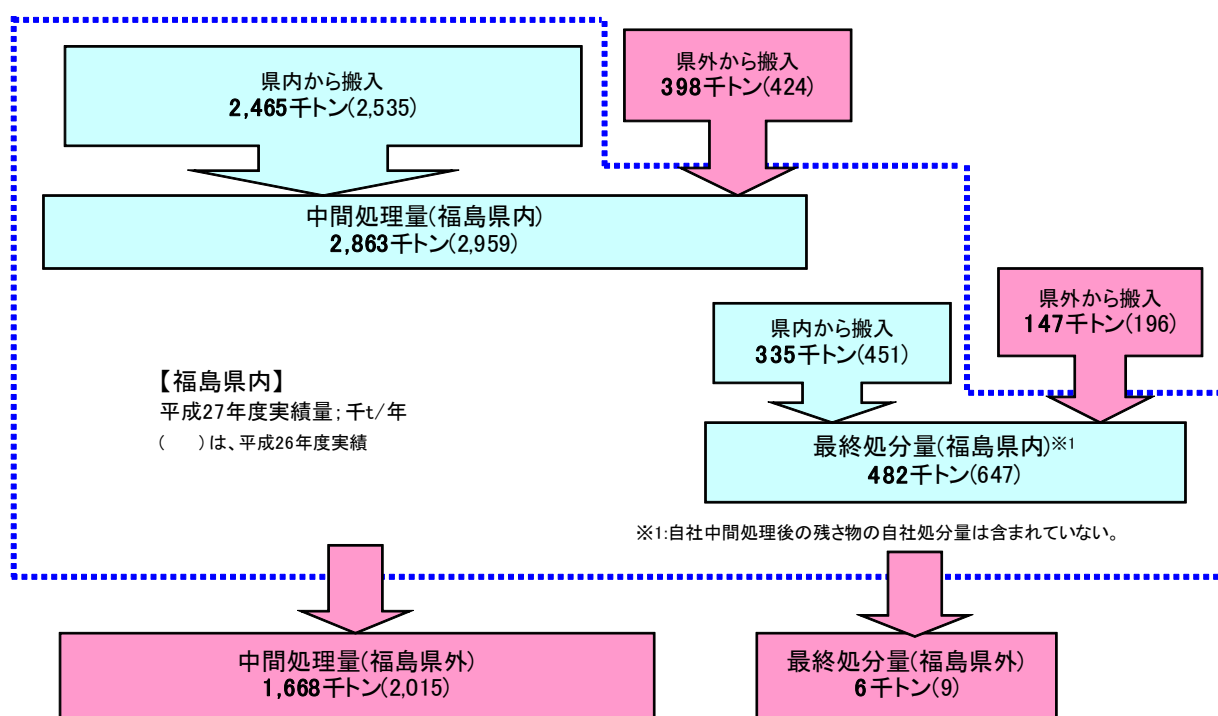 県内から搬入
2,465千トン(2,535)
県外から搬入
398千トン(424)
中間処理量(福島県内)
2,863千トン(2,959)
県内から搬入
335千トン(451)
県外から搬入
147千トン(196)
【福島県内】
平成27年度実績量;千t/年
(　　)は、平成26年度実績
最終処分量(福島県内)※1
482千トン(647)
※1:自社中間処理後の残さ物の自社処分量は含まれていない。
中間処理量(福島県外)
1,668千トン(2,015)
最終処分量(福島県外)
6千トン(9)